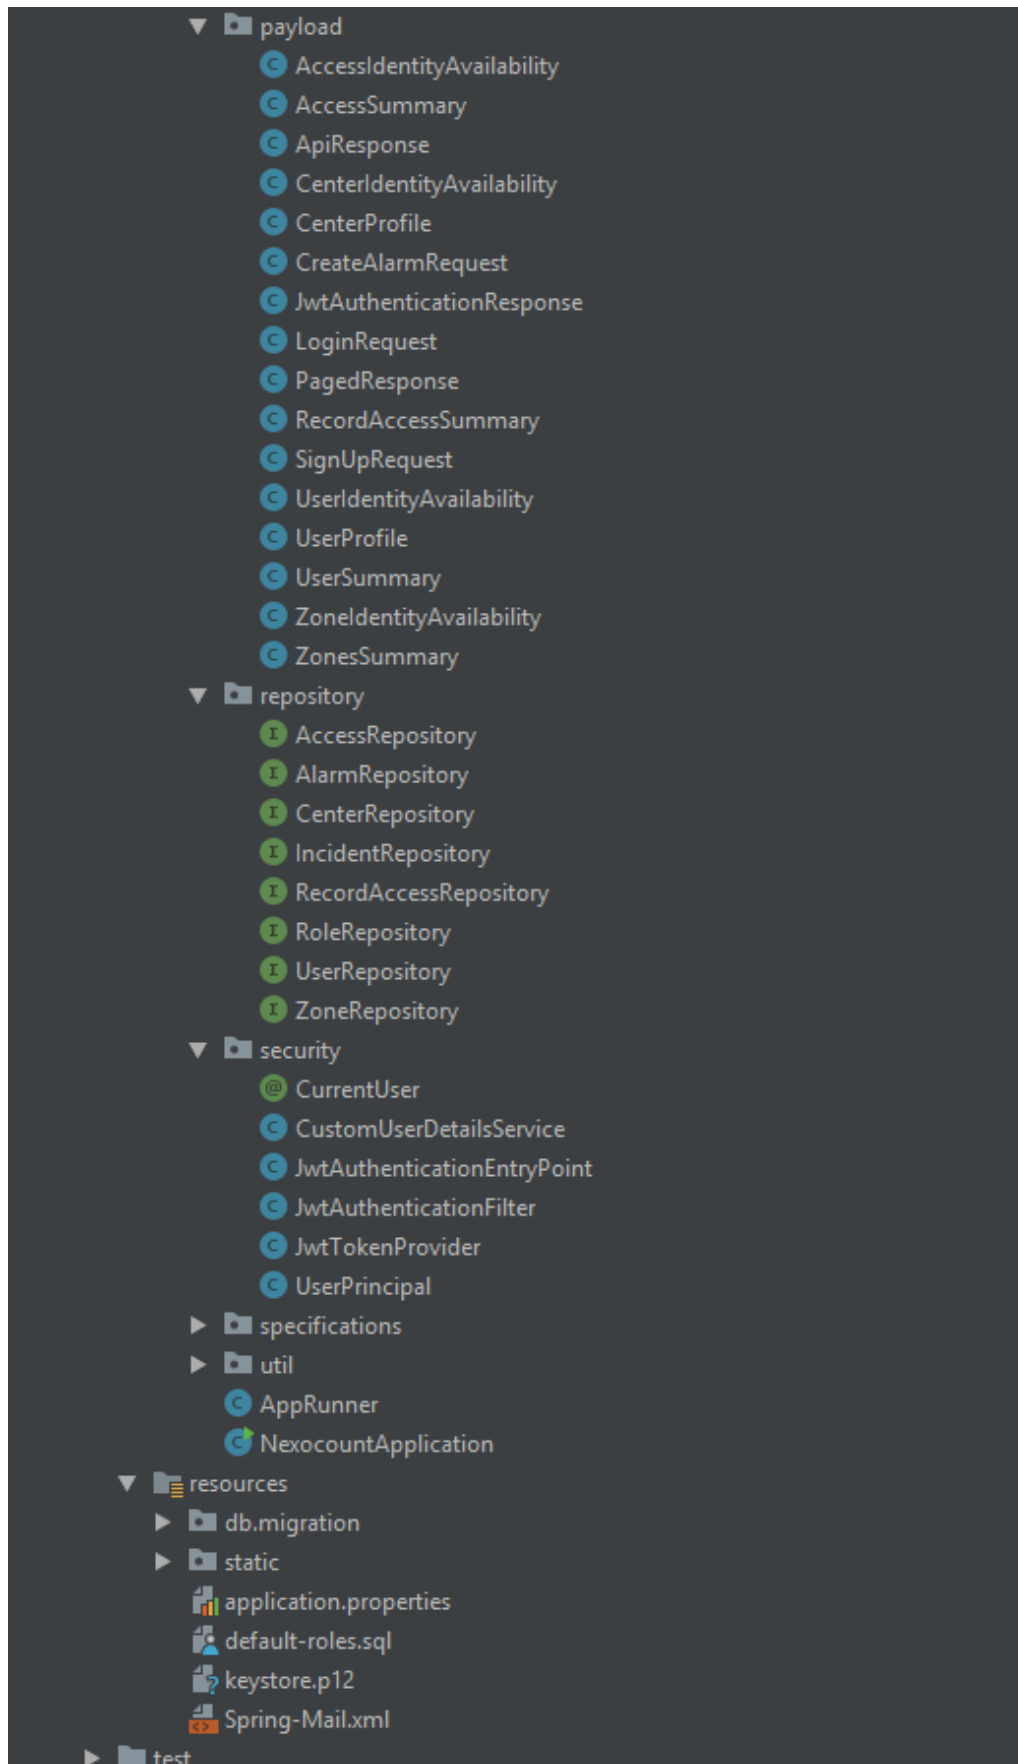 payload
AccessIdentityAvailability
AccessSummary
ApiResponse
CenterIdentityAvailability
CenterProfile
CreateAlarmRequest
JwtAuthenticationResponse
LoginRequest
PagedResponse
RecordAccessSummary
SignUpRequest
UserIdentityAvailability
UserProfile
UserSummary
ZoneIdentityAvailability
ZonesSummary
repository
AccessRepository
AlarmRepository
CenterRepository
IncidentRepository
RecordAccessRepository
RoleRepository
UserRepository
ZoneRepository
security
CurrentUser
CustomUserDetailsService
JwtAuthenticationEntryPoint
JwtAuthenticationFilter
JwtTokenProvider
UserPrincipal
specifications
util
AppRunner
NexocountApplication
resources
db.migration
static
application.properties
default-roles.sql
keystore.p12
Spring-Mail.xml
test